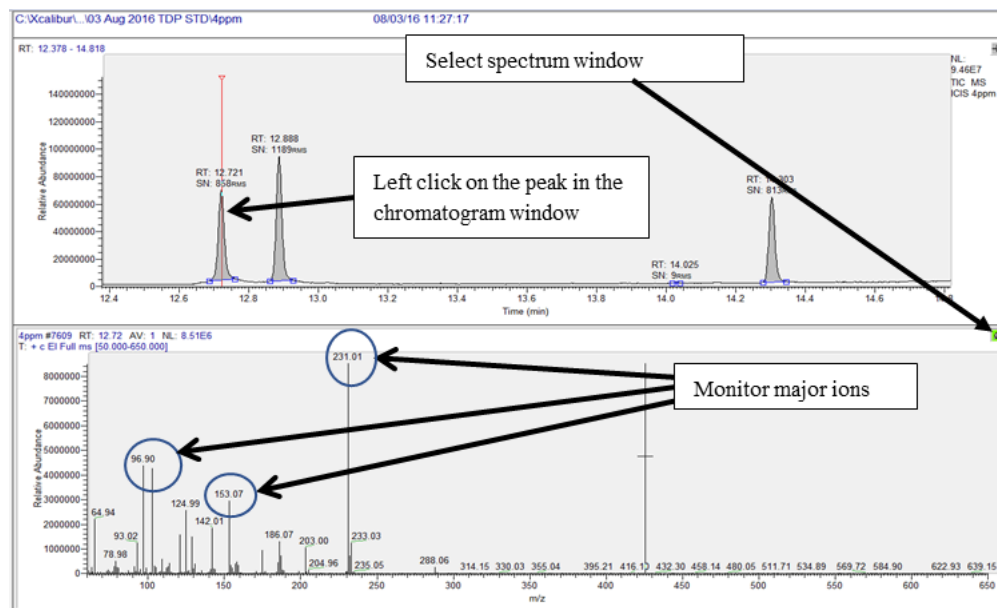 C:\Xcalibur\...\03 Aug 2016 TDP STD\4ppm 08/03/16 11:27:17
RT: 12.378 - 14.818
Select spectrum window
NL:
9.46E7
TIC MS
ICIS 4ppm
140000000
120000000
100000000
80000000
60000000
40000000
20000000
0
Relative Abundance
RT: 12.888
SN: 1189RMS
RT: 12.721
SN: 858RMS
Left click on the peak in the
chromatogram window
SN: 813
RT: 14.025
SN: 9RMS
12.4 12.6 12.8 13.0 13.2 13.4 13.6 13.8 14.0 14.2 14.4 14.6
Time (min)
4ppm #7609 RT: 12.72 AV: 1 NL: 8.51E6
T: + c EI Full ms [50.000-650.000]
8000000
7000000
6000000
5000000
4000000
3000000
2000000
1000000
0
Relative Abundance
231.01
Monitor major ions
96.90
153.07
64.94
124.99
142.01
93.02
78.98
186.07
203.00
233.03
204.96
235.05
288.06
314.15 330.03 355.04 395.21 416.10 432.30 458.14 480.05 511.71 534.89 569.72 584.90 622.93 639.15
100 150 200 250 300 350 400 450 500 550 600 650
m/z